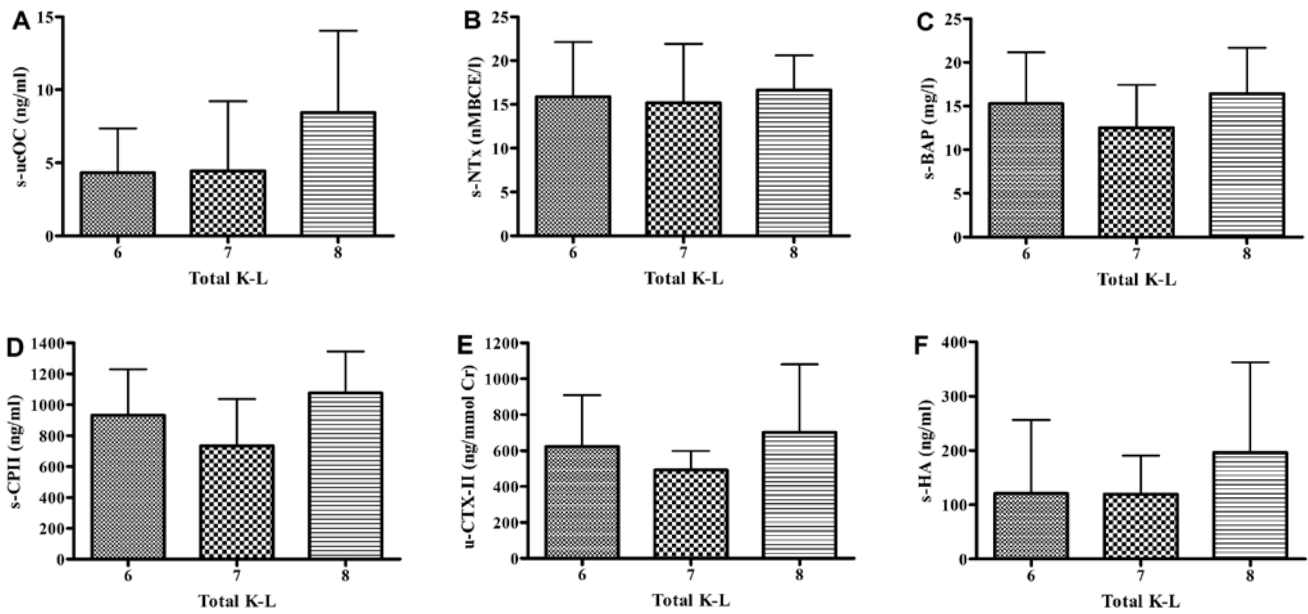 A
s-ucOC (ng/ml)
15
10
5
0
6 7 8
Total K-L
B
s-NTx (nMBCE/l)
25
20
15
10
5
0
6 7 8
Total K-L
C
s-BAP (mg/l)
25
20
15
10
5
0
6 7 8
Total K-L
D
s-CPII (ng/ml)
1400
1200
1000
800
600
400
200
0
6 7 8
Total K-L
E
u-CTX-II (ng/mmol Cr)
1200
1000
800
600
400
200
0
6 7 8
Total K-L
F
s-HA (ng/ml)
400
300
200
100
0
6 7 8
Total K-L